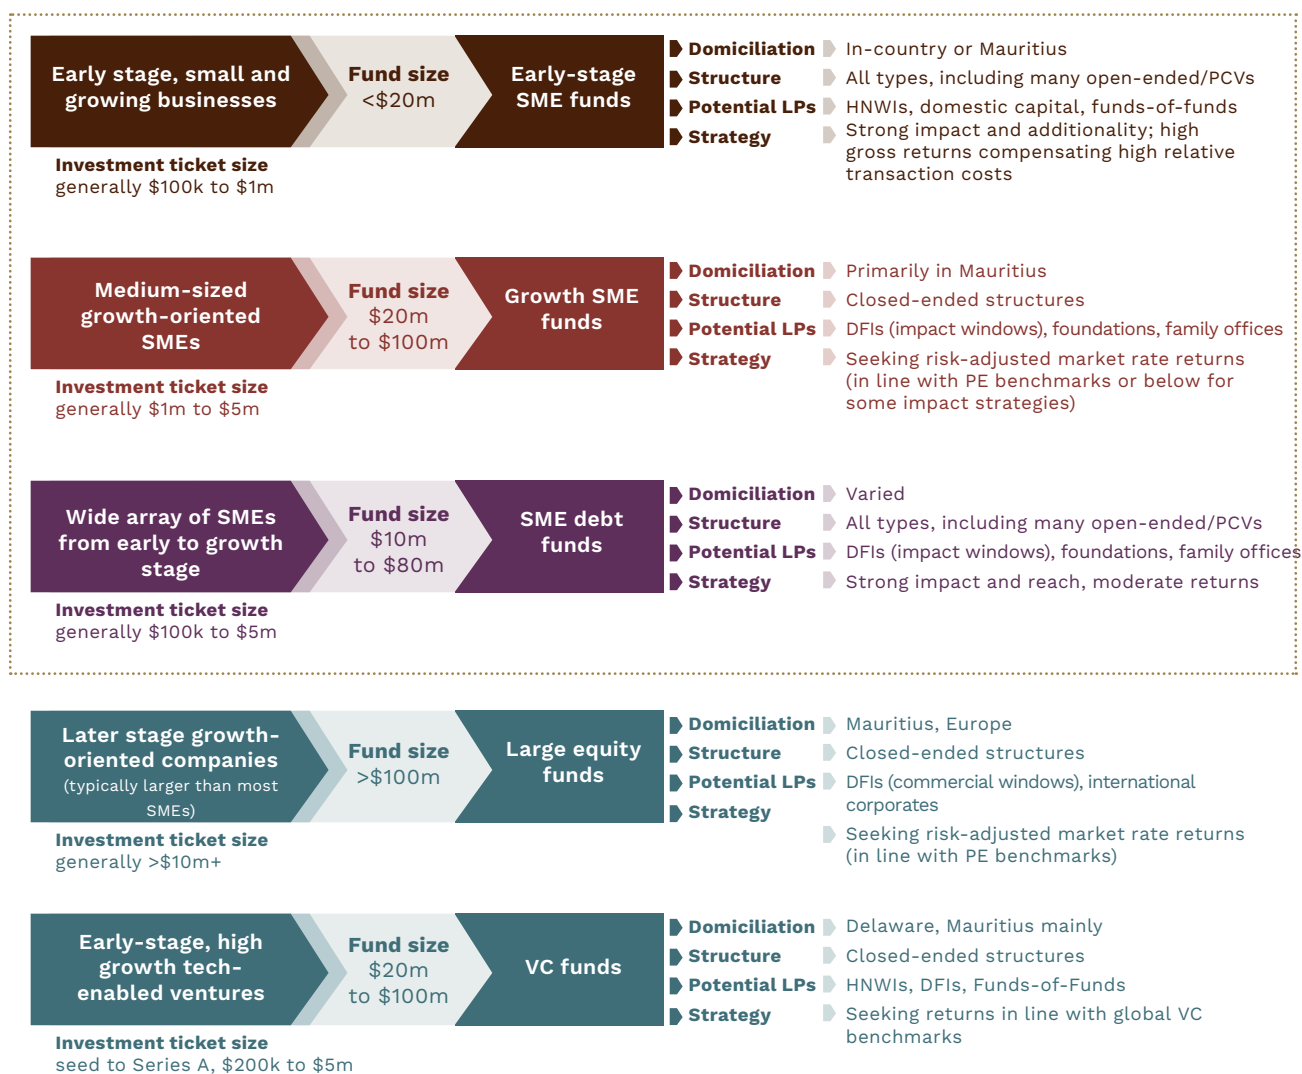 Early stage, small and
growing businesses
Fund size
<$20m
Early-stage
SME funds
Investment ticket size
generally $100k to $1m
Domiciliation
In-country or Mauritius
Structure
All types, including many open-ended/PCVs
Potential LPs
HNWIs, domestic capital, funds-of-funds
Strategy
Strong impact and additionality; high
gross returns compensating high relative
transaction costs
Medium-sized
growth-oriented
SMEs
Fund size
$20m
to $100m
Growth SME
funds
Investment ticket size
generally $1m to $5m
Domiciliation
Primarily in Mauritius
Structure
Closed-ended structures
Potential LPs
DFIs (impact windows), foundations, family offices
Strategy
Seeking risk-adjusted market rate returns
(in line with PE benchmarks or below for
some impact strategies)
Wide array of SMEs
from early to growth
stage
Fund size
$10m
to $80m
SME debt
funds
Investment ticket size
generally $100k to $5m
Domiciliation
Varied
Structure
All types, including many open-ended/PCVs
Potential LPs
DFIs (impact windows), foundations, family offices
Strategy
Strong impact and reach, moderate returns
Later stage growth-
oriented companies
(typically larger than most
SMEs)
Fund size
>$100m
Large equity
funds
Investment ticket size
generally >$10m+
Domiciliation
Mauritius, Europe
Structure
Closed-ended structures
Potential LPs
DFIs (commercial windows), international
corporates
Strategy
Seeking risk-adjusted market rate returns
(in line with PE benchmarks)
Early-stage, high
growth tech-
enabled ventures
Fund size
$20m
to $100m
VC funds
Investment ticket size
seed to Series A, $200k to $5m
Domiciliation
Delaware, Mauritius mainly
Structure
Closed-ended structures
Potential LPs
HNWIs, DFIs, Funds-of-Funds
Strategy
Seeking returns in line with global VC
benchmarks